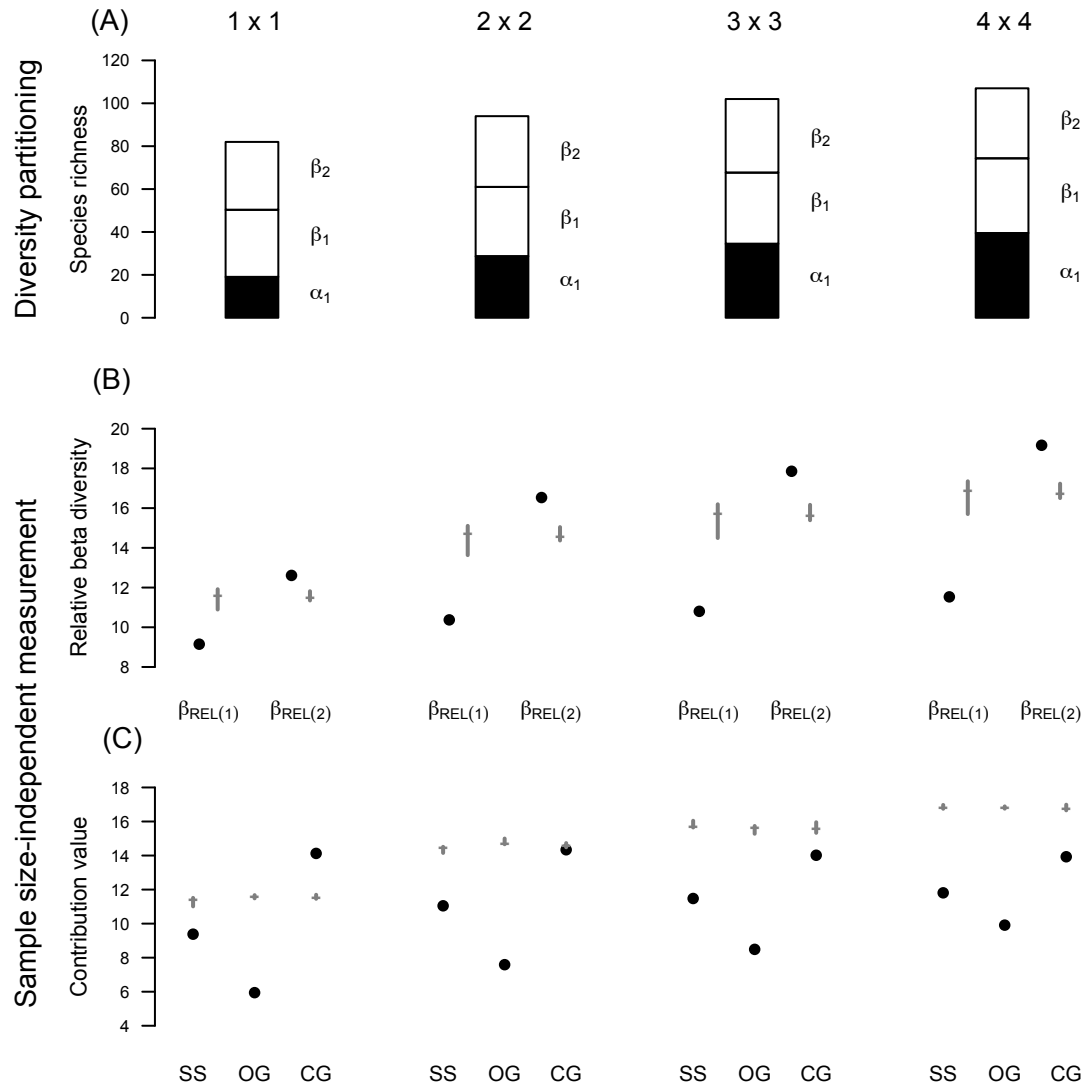 (A) 1 x 1 2 x 2 3 x 3 4 x 4
Diversity partitioning
Species richness
120
100
80
60
40
20
0
β2 β2 β2 β2
β1 β1 β1 β1
α1 α1 α1 α1
(B)
Sample size-independent measurement
Relative beta diversity
20
18
16
14
12
10
8
βREL(1) βREL(2) βREL(1) βREL(2) βREL(1) βREL(2) βREL(1) βREL(2)
(C)
Contribution value
18
16
14
12
10
8
6
4
SS OG CG SS OG CG SS OG CG SS OG CG